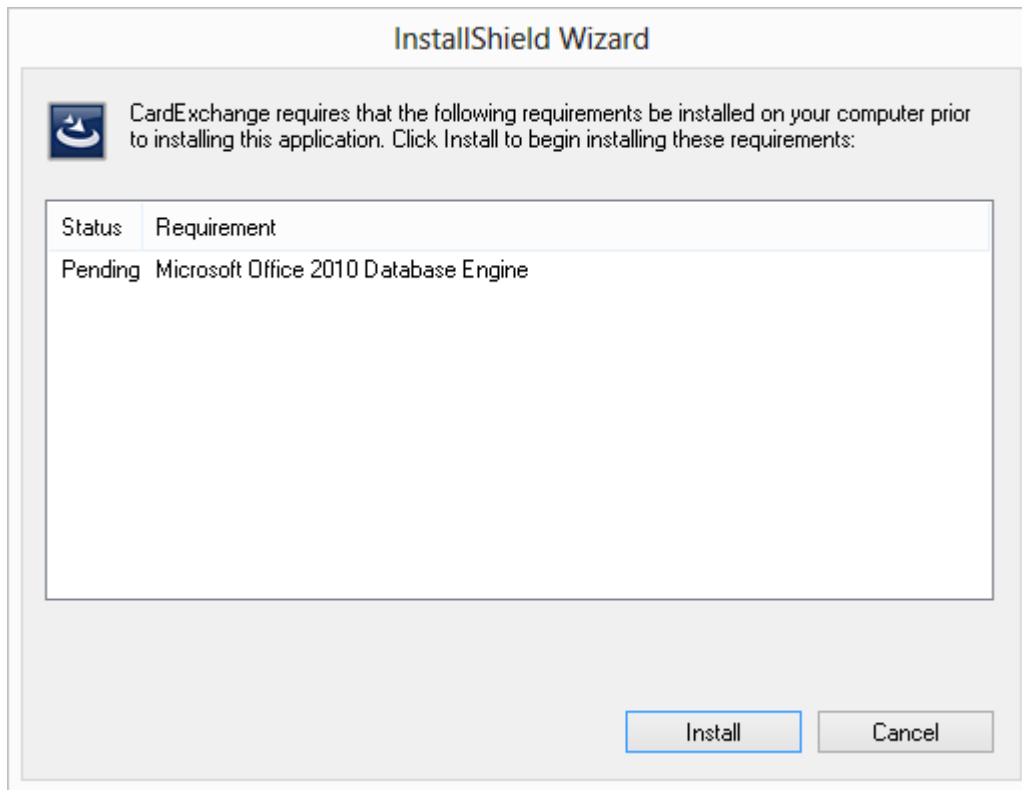 InstallShield Wizard
CardExchange requires that the following requirements be installed on your computer prior
to installing this application. Click Install to begin installing these requirements:
Status Requirement
Pending Microsoft Office 2010 Database Engine
Install Cancel